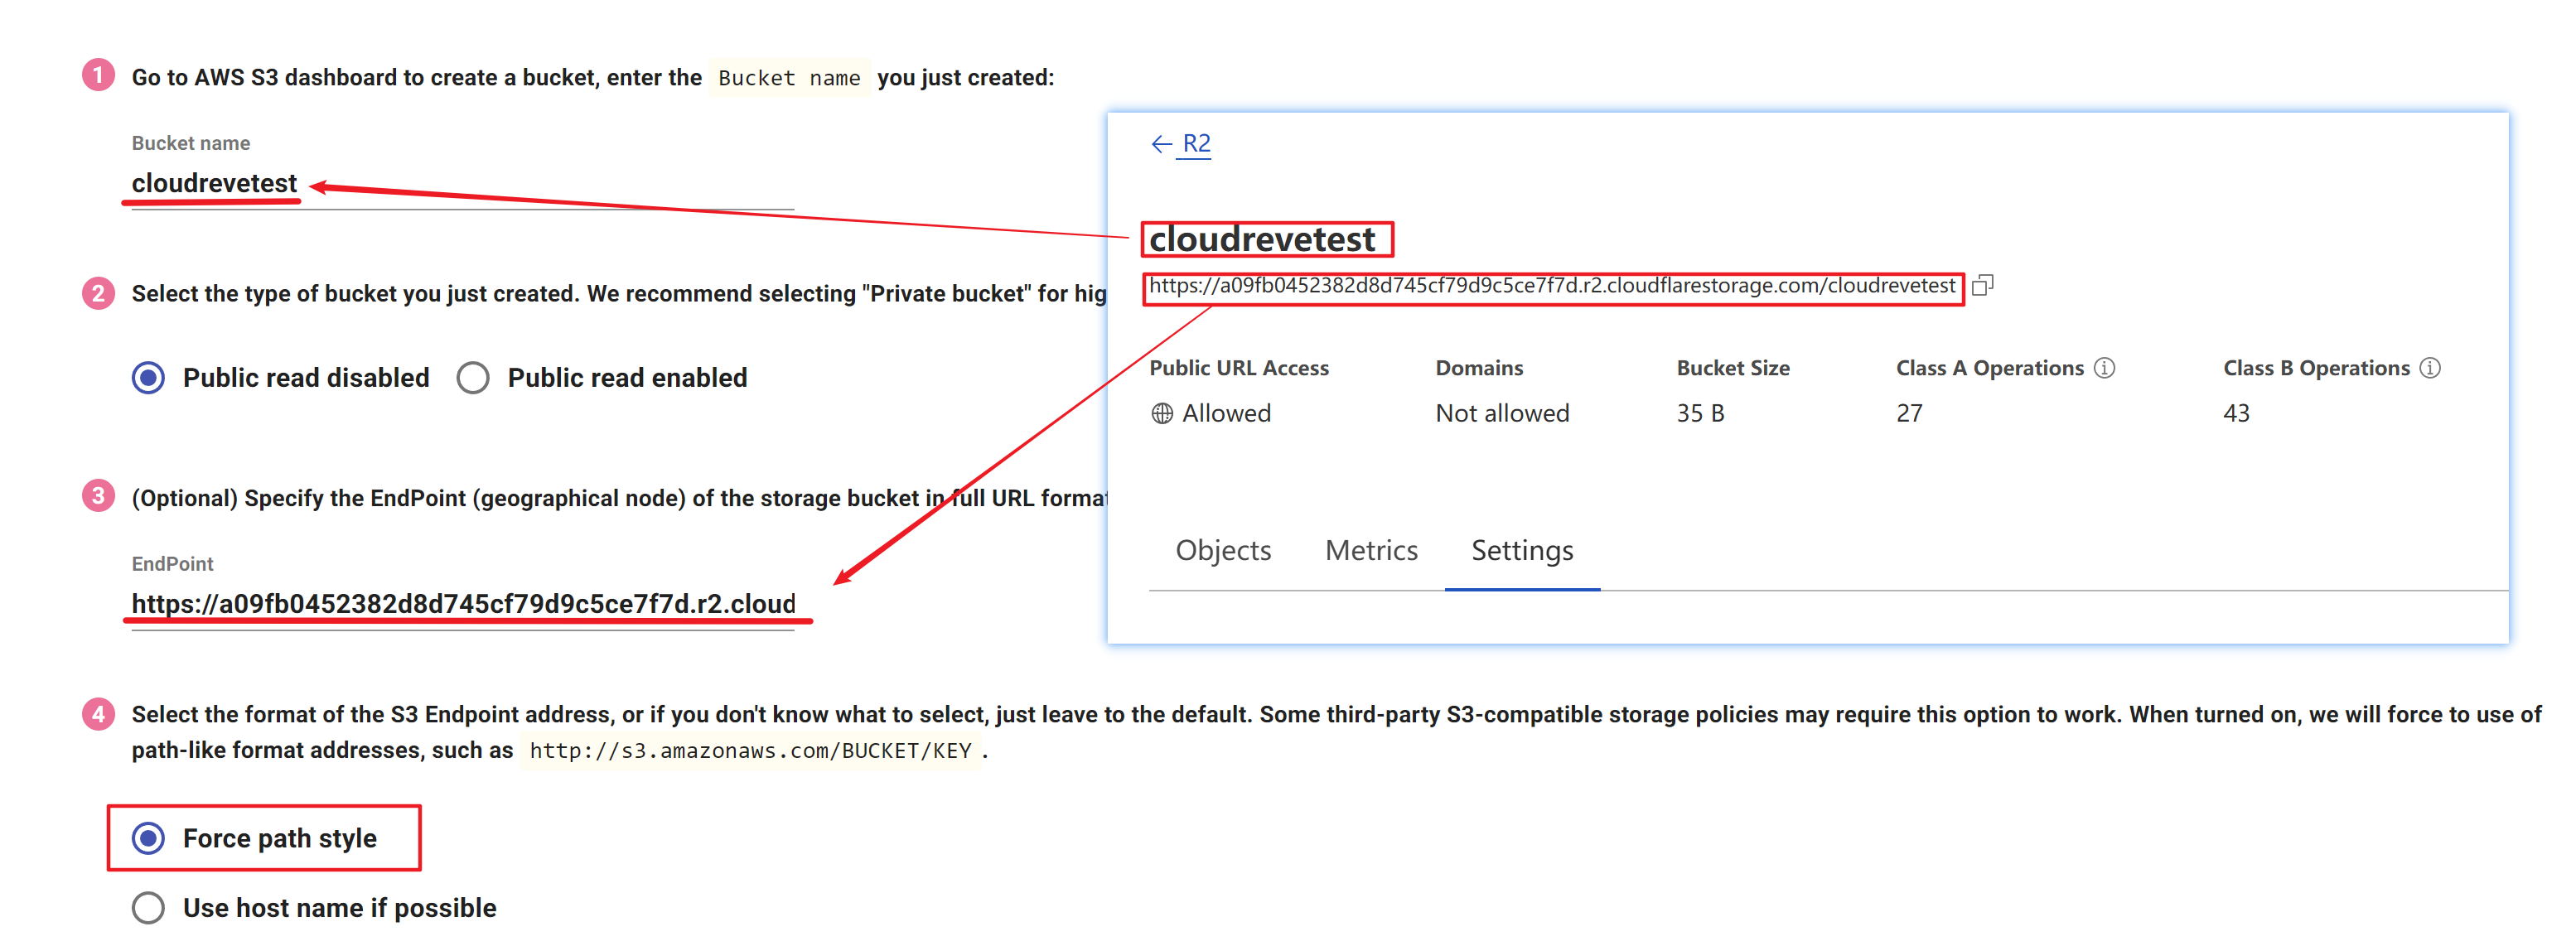 1 Go to AWS S3 dashboard to create a bucket, enter the Bucket name you just created:
Bucket name
cloudrevetest
2 Select the type of bucket you just created. We recommend selecting "Private bucket" for hig
Public read disabled Public read enabled
3 (Optional) Specify the EndPoint (geographical node) of the storage bucket in full URL format
EndPoint
https://a09fb0452382d8d745cf79d9c5ce7f7d.r2.cloud
← R2
cloudrevetest
https://a09fb0452382d8d745cf79d9c5ce7f7d.r2.cloudflarestorage.com/cloudrevetest
Public URL Access Domains Bucket Size Class A Operations Class B Operations
Allowed Not allowed 35 B 27 43
Objects Metrics Settings
4 Select the format of the S3 Endpoint address, or if you don't know what to select, just leave to the default. Some third-party S3-compatible storage policies may require this option to work. When turned on, we will force to use of
path-like format addresses, such as http://s3.amazonaws.com/BUCKET/KEY .
Force path style
Use host name if possible